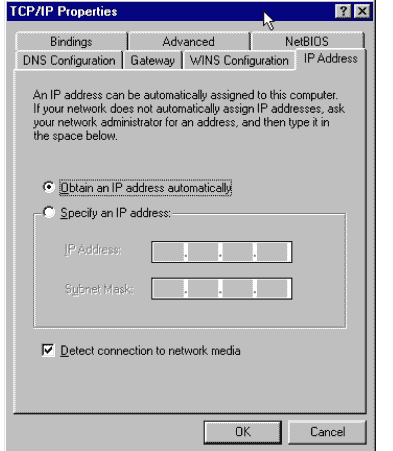 TCP/IP Properties
Bindings Advanced NetBIOS
DNS Configuration Gateway WINS Configuration IP Address
An IP address can be automatically assigned to this computer.
If your network does not automatically assign IP addresses, ask
your network administrator for an address, and then type it in
the space below.
Obtain an IP address automatically
Specify an IP address:
IP Address:
Subnet Mask:
Detect connection to network media
OK Cancel